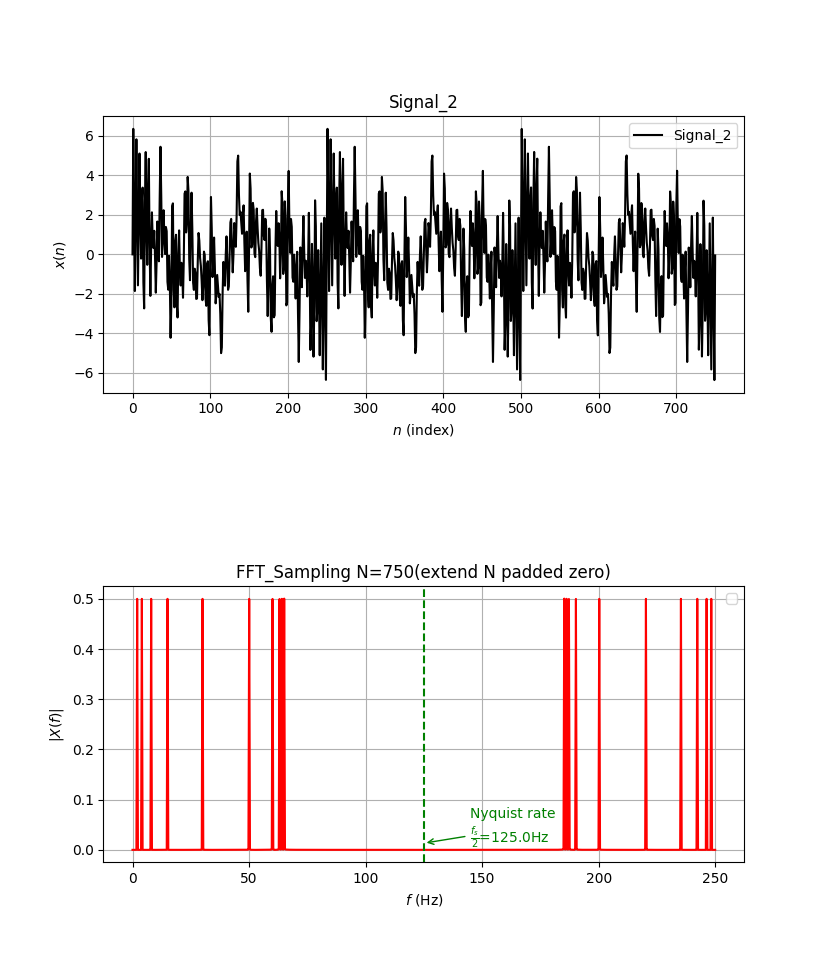 Signal_2
6
4
2
0
−2
−4
−6
x(n)
Signal_2
0 100 200 300 400 500 600 700
n (index)
FFT_Sampling N=750(extend N padded zero)
0.5
0.4
0.3
0.2
0.1
0.0
|X(f)|
Nyquist rate
fs/2=125.0Hz
0 50 100 150 200 250
f (Hz)